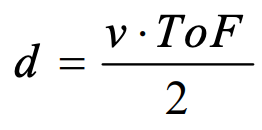 d = v · ToF / 2